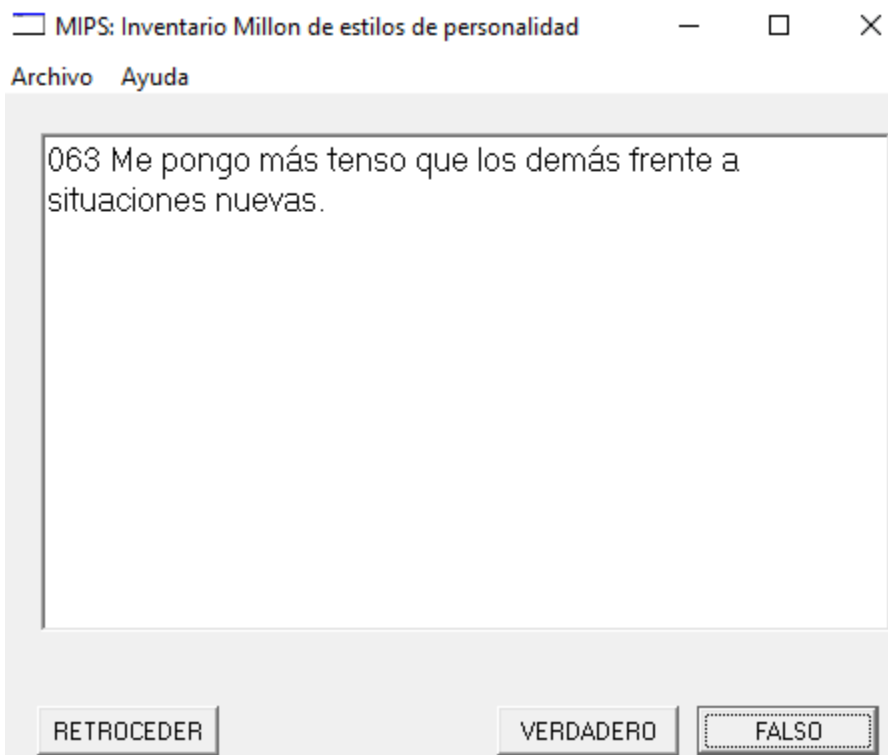 MIPS: Inventario Millon de estilos de personalidad
Archivo Ayuda
063 Me pongo más tenso que los demás frente a
situaciones nuevas.
RETROCEDER VERDADERO FALSO